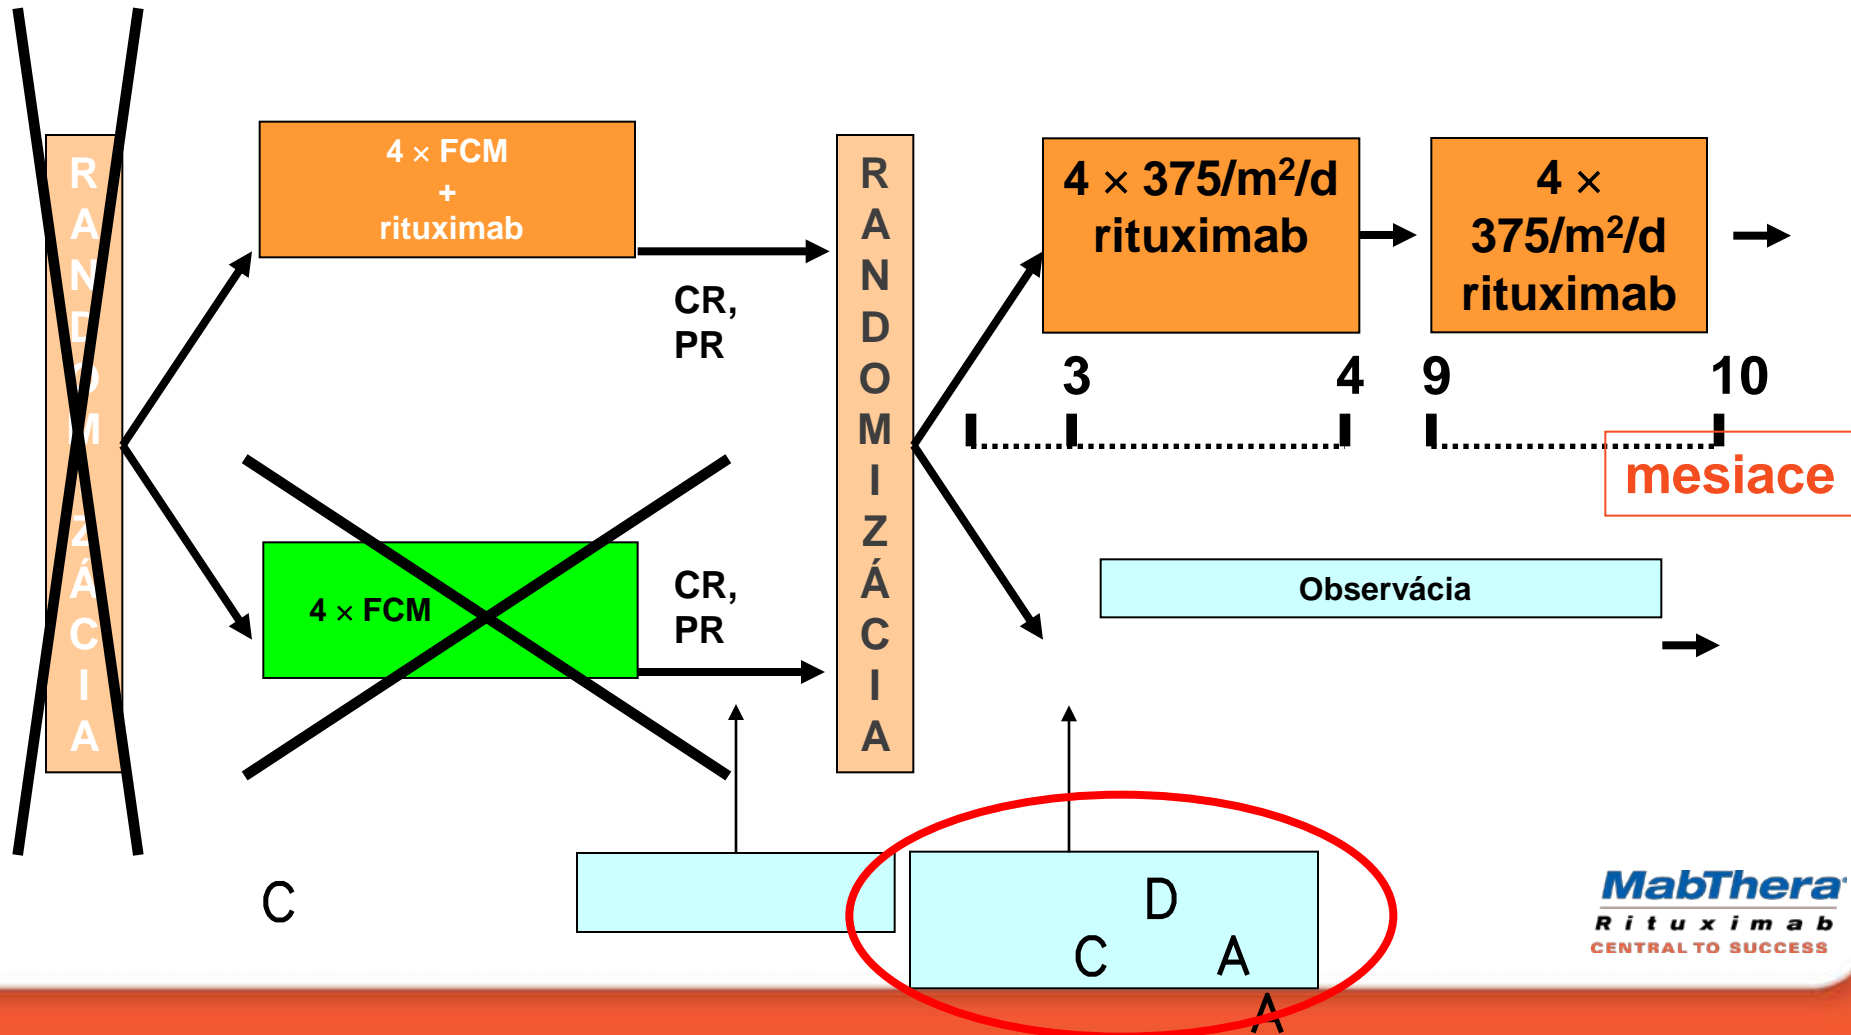 RANDOMIZÁCIA
4 × FCM
+
rituximab
CR,
PR
4 × FCM
CR,
PR
RANDOMIZÁCIA
4 × 375/m²/d
rituximab
4 ×
375/m²/d
rituximab
3 4 9 10
mesiace
Observácia
C
D
C A
A
MabThera
Rituximab
CENTRAL TO SUCCESS